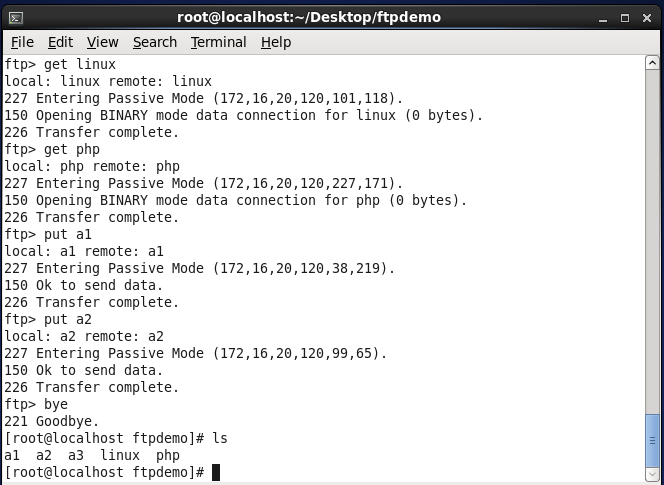 root@localhost:~/Desktop/ftpdemo
File Edit View Search Terminal Help
ftp> get linux
local: linux remote: linux
227 Entering Passive Mode (172,16,20,120,101,118).
150 Opening BINARY mode data connection for linux (0 bytes).
226 Transfer complete.
ftp> get php
local: php remote: php
227 Entering Passive Mode (172,16,20,120,227,171).
150 Opening BINARY mode data connection for php (0 bytes).
226 Transfer complete.
ftp> put a1
local: a1 remote: a1
227 Entering Passive Mode (172,16,20,120,38,219).
150 Ok to send data.
226 Transfer complete.
ftp> put a2
local: a2 remote: a2
227 Entering Passive Mode (172,16,20,120,99,65).
150 Ok to send data.
226 Transfer complete.
ftp> bye
221 Goodbye.
[root@localhost ftpdemo]# ls
a1  a2  a3  linux  php
[root@localhost ftpdemo]#